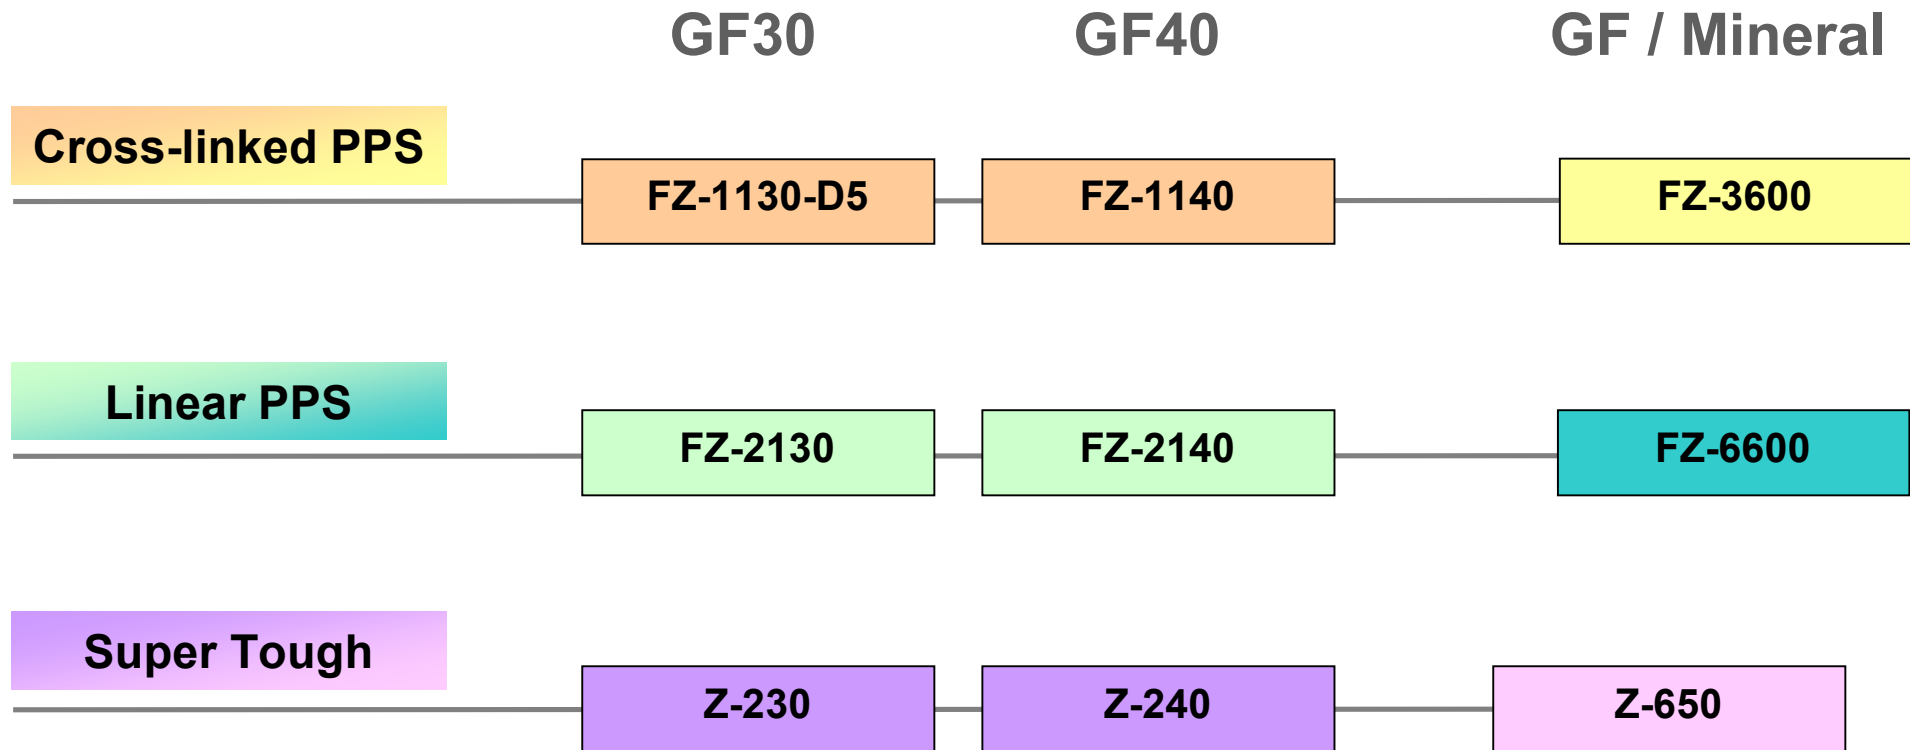 GF30 GF40 GF / Mineral
Cross-linked PPS
FZ-1130-D5 FZ-1140 FZ-3600
Linear PPS
FZ-2130 FZ-2140 FZ-6600
Super Tough
Z-230 Z-240 Z-650